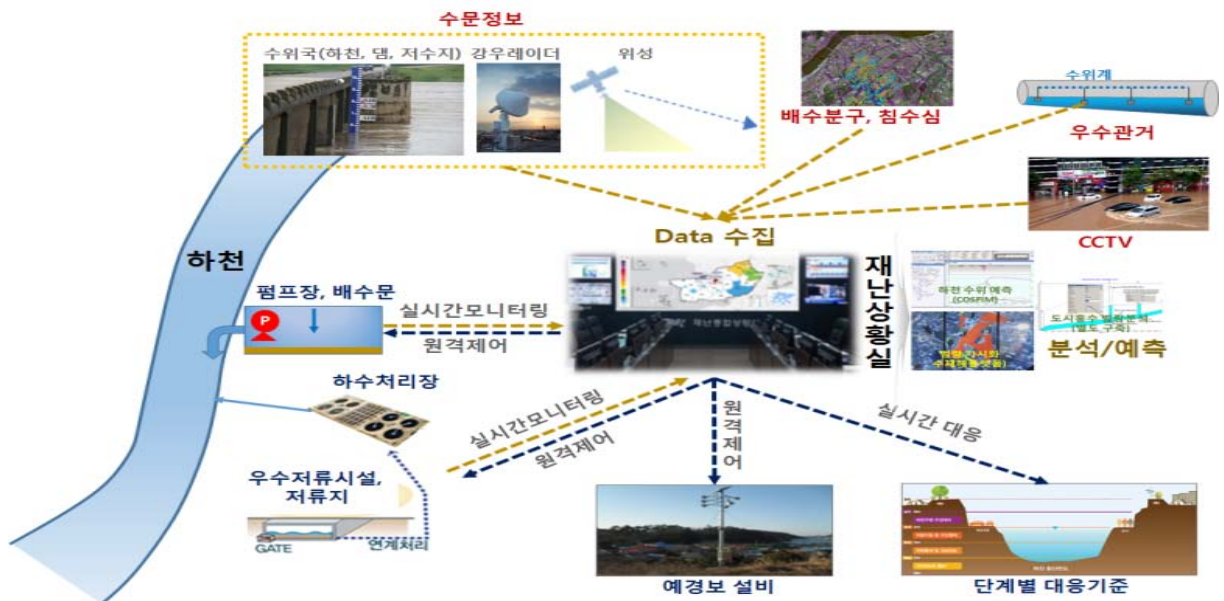 수문정보
수위국(하천, 댐, 저수지)
강우레이더
위성
배수분구, 침수심
수위계
우수관거
CCTV
Data 수집
하천
재난상황실
하천 수위 예측
(COSFIM)
분석/예측
펌프장, 배수문
P
실시간모니터링
원격제어
하수처리장
실시간모니터링
원격제어
원격제어
실시간 대응
우수저류시설,
저류지
GATE
연계처리
예경보 설비
단계별 대응기준